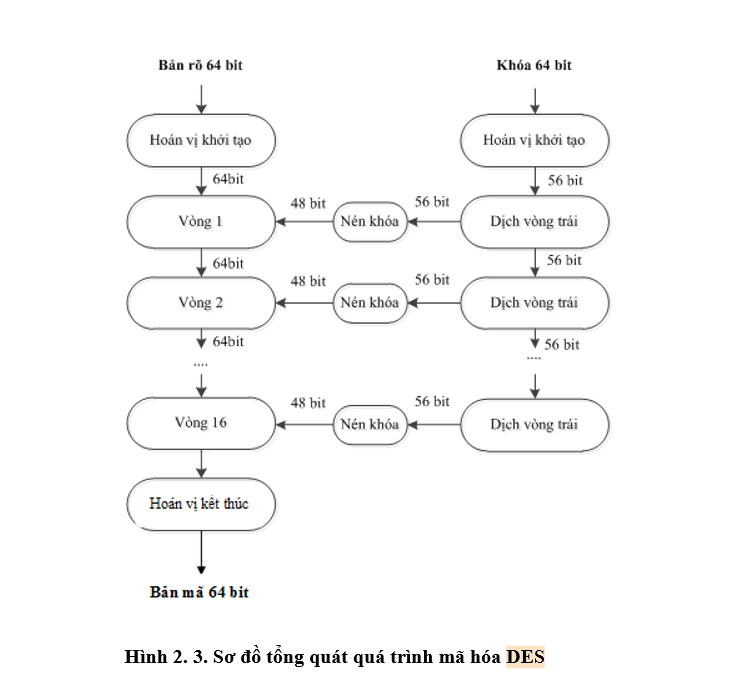 Bản rõ 64 bit
Khóa 64 bit
Hoán vị khởi tạo
Hoán vị khởi tạo
64bit
56 bit
Vòng 1
48 bit
Nén khóa
56 bit
Dịch vòng trái
64bit
56 bit
Vòng 2
48 bit
Nén khóa
56 bit
Dịch vòng trái
64bit
56 bit
....
....
Vòng 16
48 bit
Nén khóa
56 bit
Dịch vòng trái
Hoán vị kết thúc
Bản mã 64 bit
Hình 2. 3. Sơ đồ tổng quát quá trình mã hóa DES